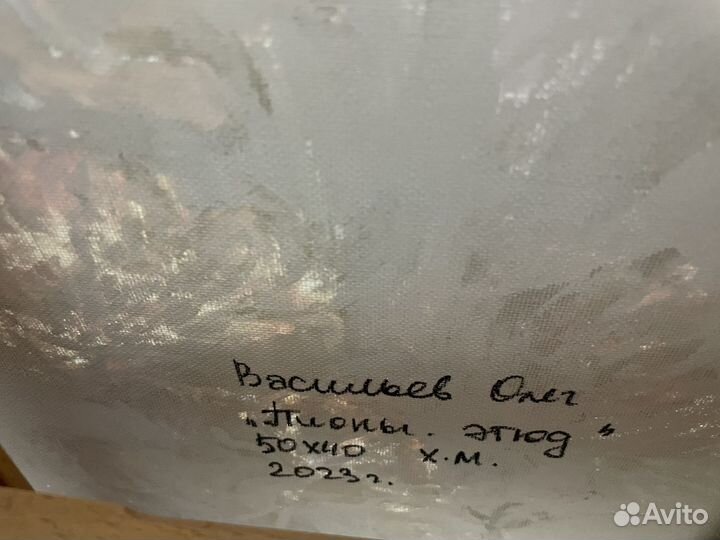 Васильев Олег
„Пионы. этюд"
50х40 х.м.
2023г.
Avito